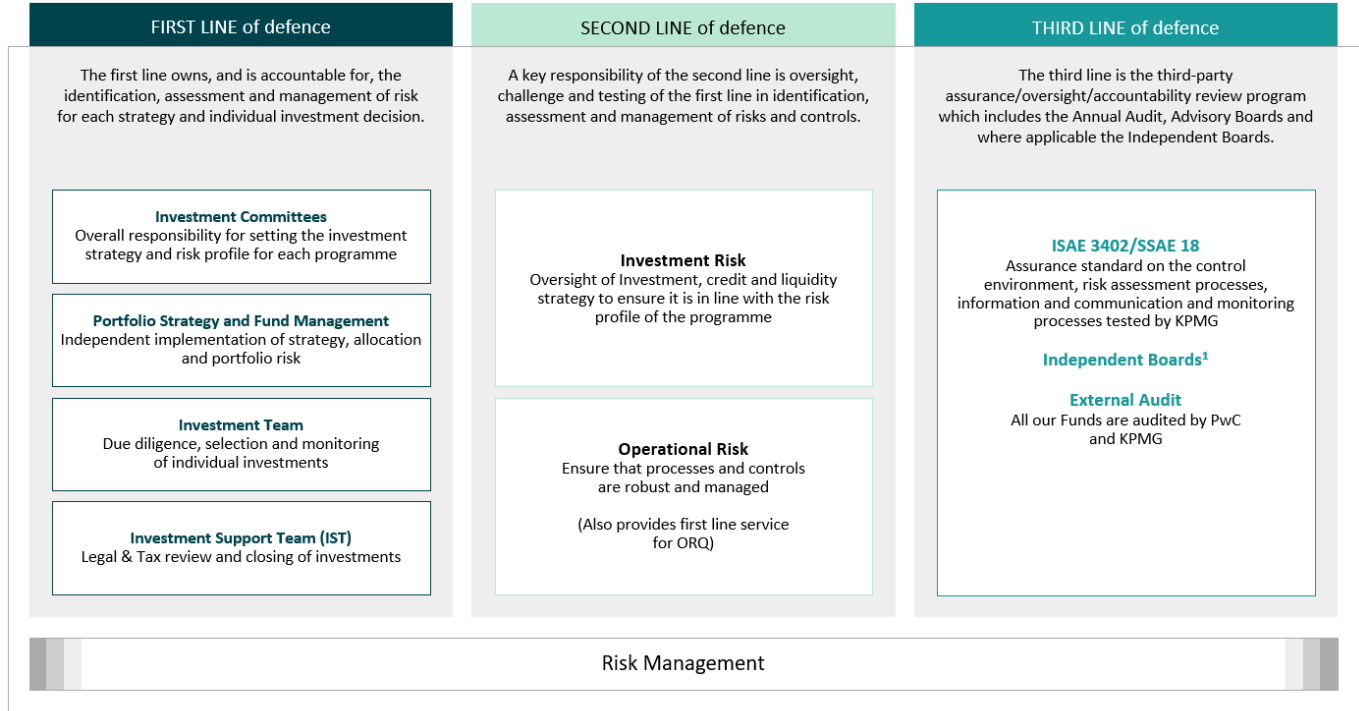 FIRST LINE of defence
The first line owns, and is accountable for, the
identification, assessment and management of risk
for each strategy and individual investment decision.
Investment Committees
Overall responsibility for setting the investment
strategy and risk profile for each programme
Portfolio Strategy and Fund Management
Independent implementation of strategy, allocation
and portfolio risk
Investment Team
Due diligence, selection and monitoring
of individual investments
Investment Support Team (IST)
Legal & Tax review and closing of investments
SECOND LINE of defence
A key responsibility of the second line is oversight,
challenge and testing of the first line in identification,
assessment and management of risks and controls.
Investment Risk
Oversight of Investment, credit and liquidity
strategy to ensure it is in line with the risk
profile of the programme
Operational Risk
Ensure that processes and controls
are robust and managed
(Also provides first line service
for ORQ)
THIRD LINE of defence
The third line is the third-party
assurance/oversight/accountability review program
which includes the Annual Audit, Advisory Boards and
where applicable the Independent Boards.
ISAE 3402/SSAE 18
Assurance standard on the control
environment, risk assessment processes,
information and communication and monitoring
processes tested by KPMG
Independent Boards¹
External Audit
All our Funds are audited by PwC
and KPMG
Risk Management